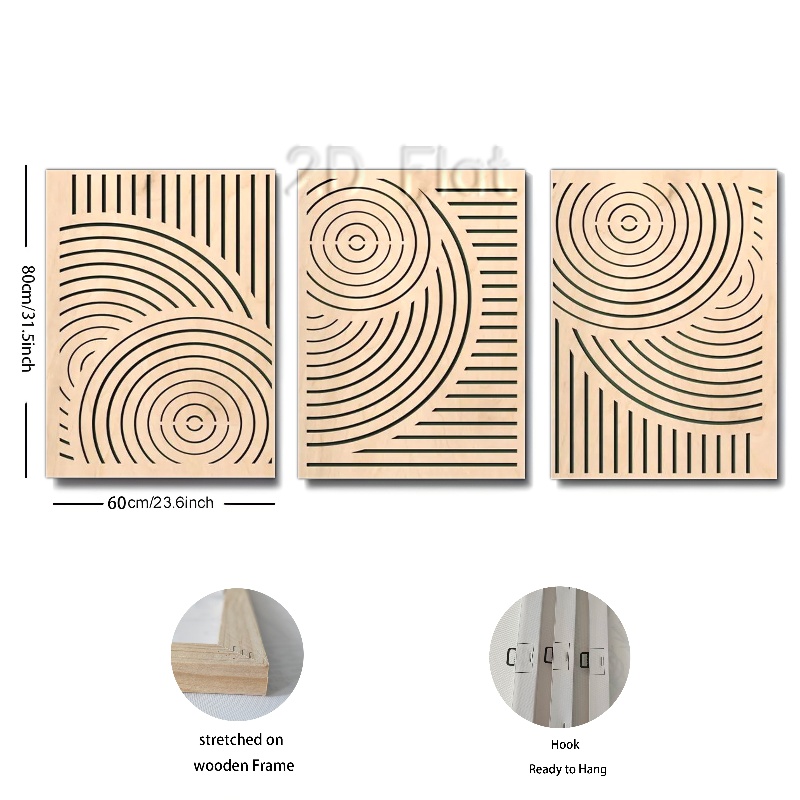 2D Flat
80cm/31.5inch
60cm/23.6inch
stretched on
wooden Frame
Hook
Ready to Hang